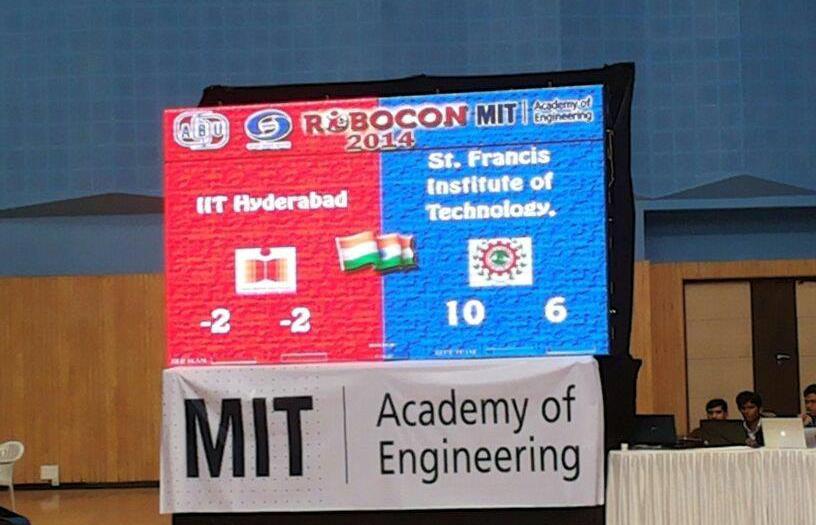 ABU
ROBOCON
2014
MIT
Academy of
Engineering
IIT Hyderabad
St. Francis
Institute of
Technology.
-2 -2
10 6
MIT
Academy of
Engineering